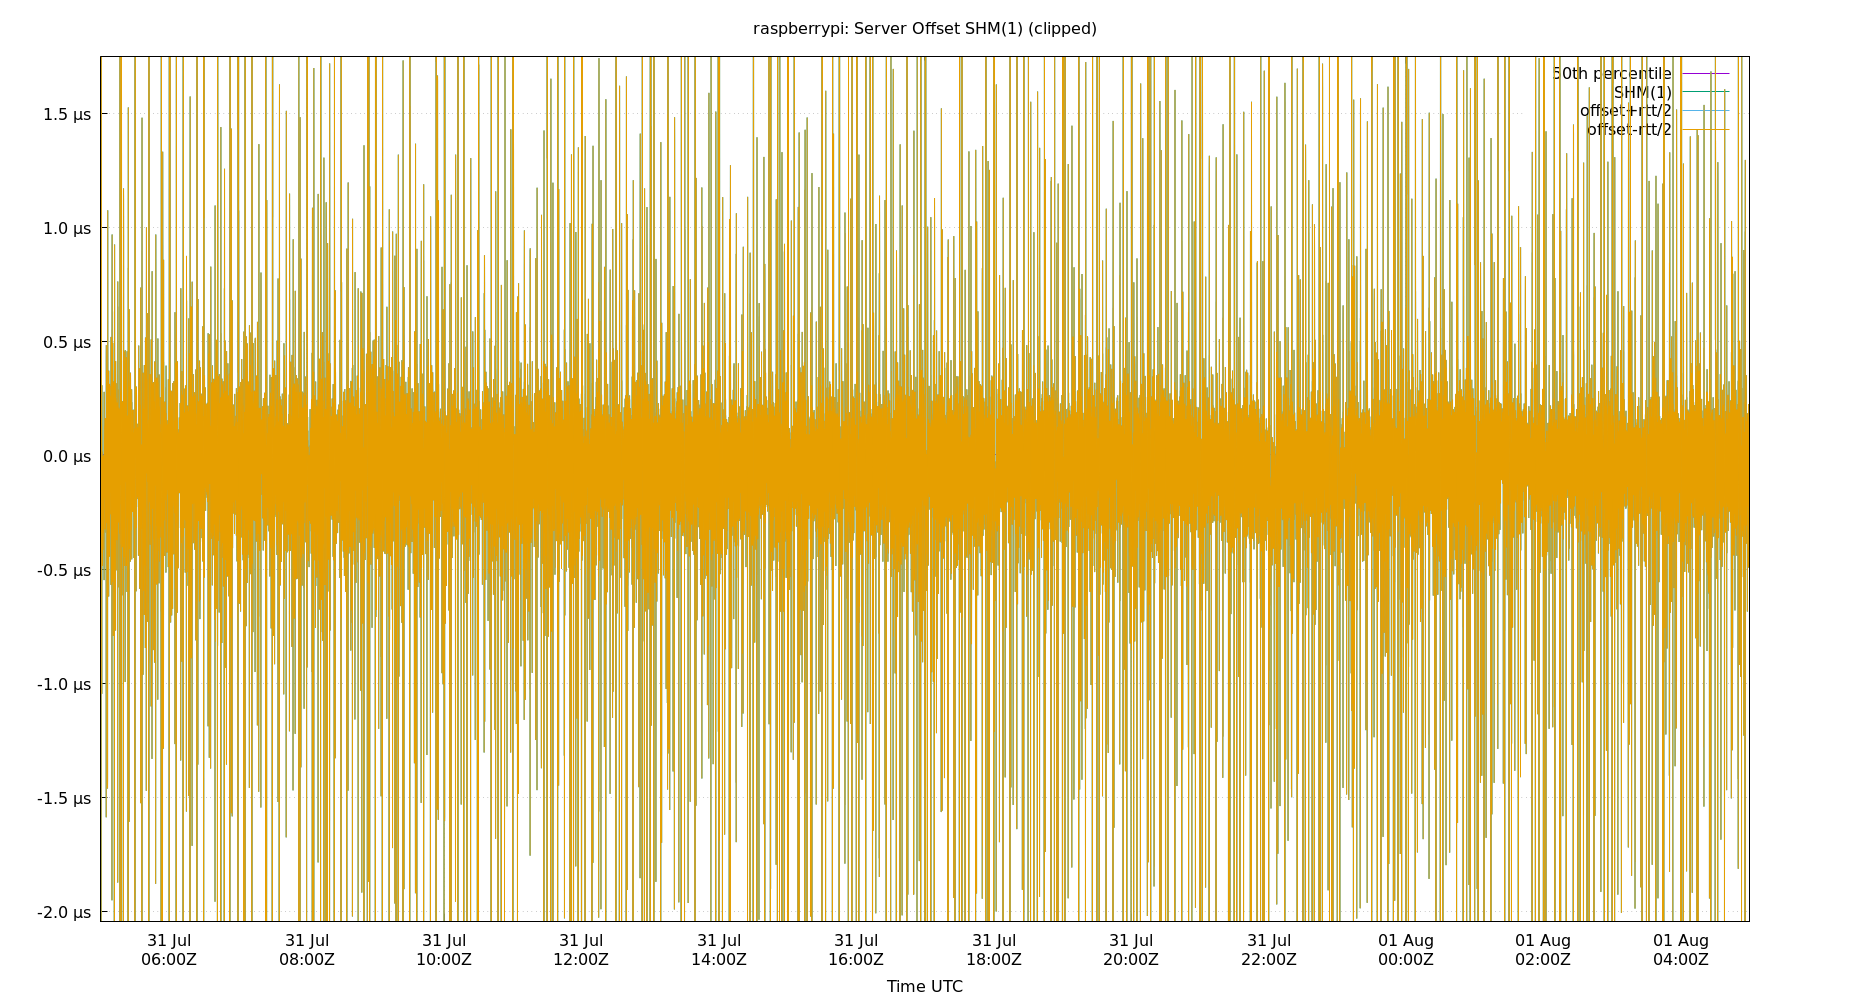 raspberrypi: Server Offset SHM(1) (clipped)
50th percentile
SHM(1)
offset+rtt/2
offset-rtt/2
1.5 µs
1.0 µs
0.5 µs
0.0 µs
-0.5 µs
-1.0 µs
-1.5 µs
-2.0 µs
31 Jul 31 Jul 31 Jul 31 Jul 31 Jul 31 Jul 31 Jul 31 Jul 31 Jul 01 Aug 01 Aug 01 Aug
06:00Z 08:00Z 10:00Z 12:00Z 14:00Z 16:00Z 18:00Z 20:00Z 22:00Z 00:00Z 02:00Z 04:00Z
Time UTC